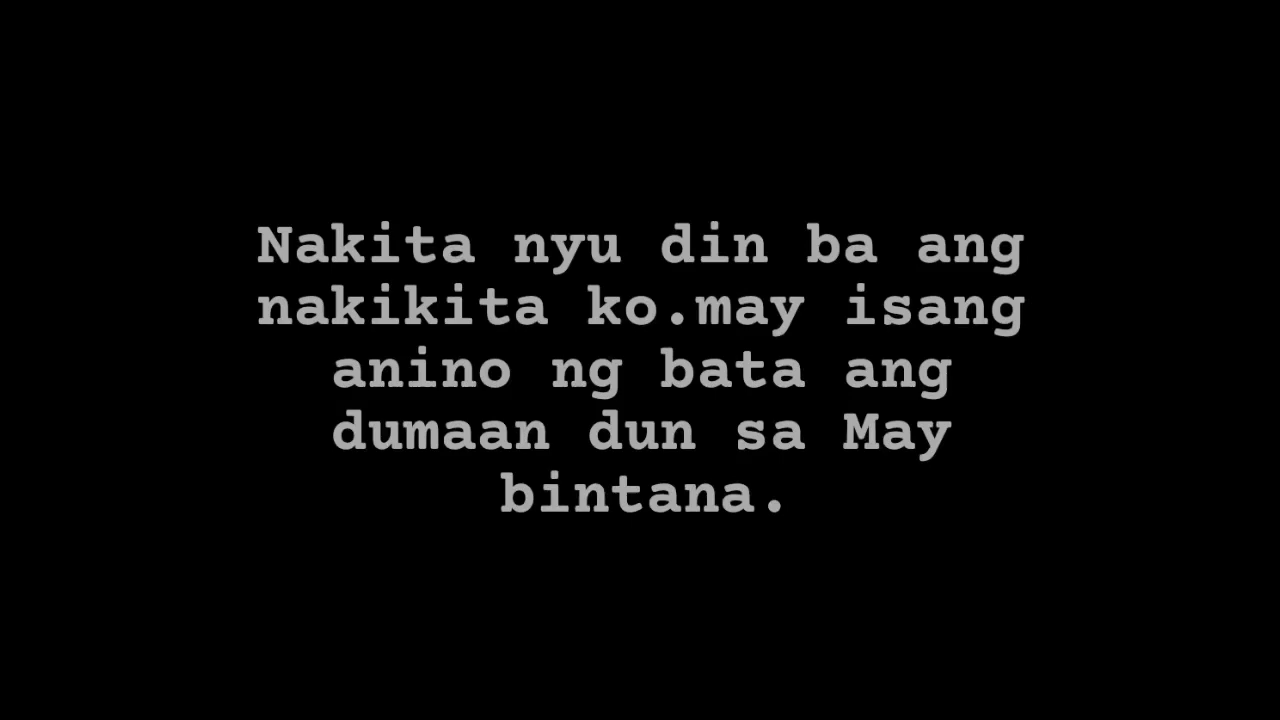 Nakita nyu din ba ang
nakikita ko.may isang
anino ng bata ang
dumaan dun sa May
bintana.